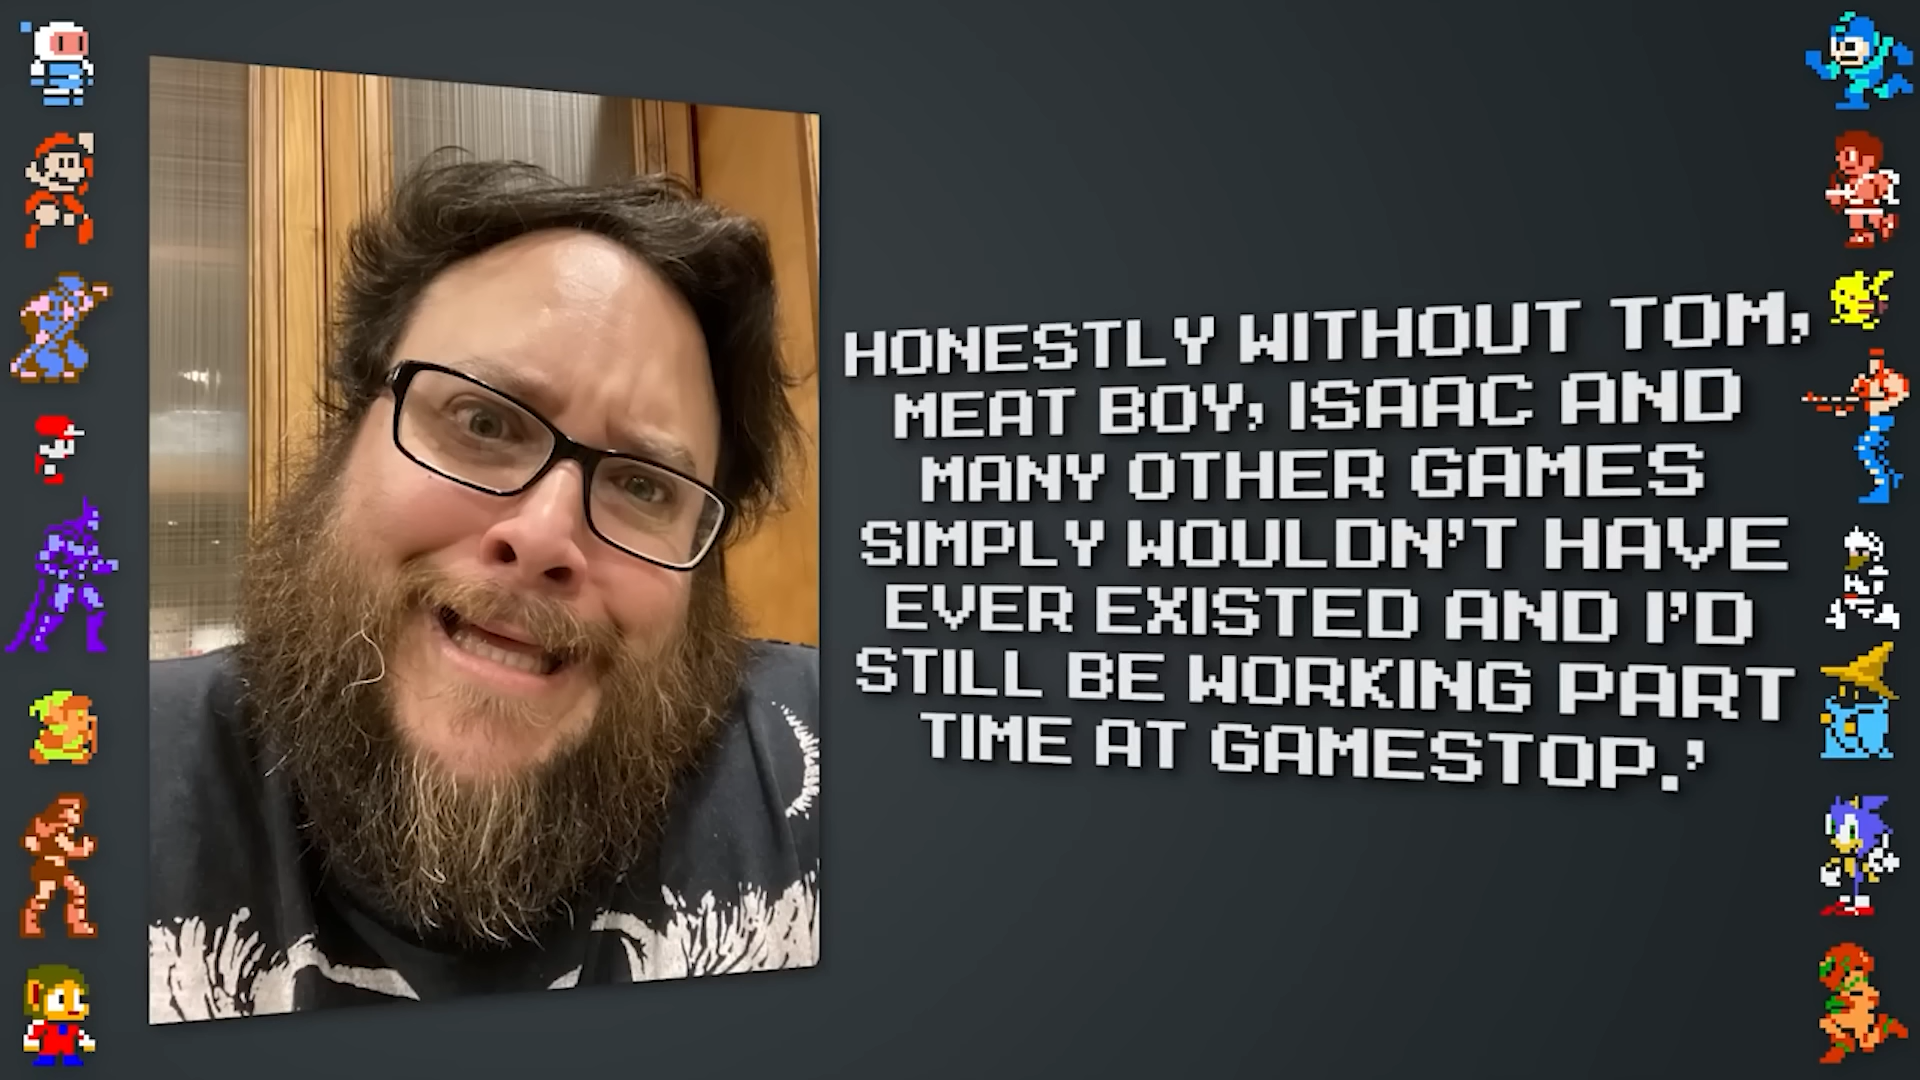 HONESTLY WITHOUT TOM,
MEAT BOY, ISAAC AND
MANY OTHER GAMES
SIMPLY WOULDN'T HAVE
EVER EXISTED AND I'D
STILL BE WORKING PART
TIME AT GAMESTOP.'